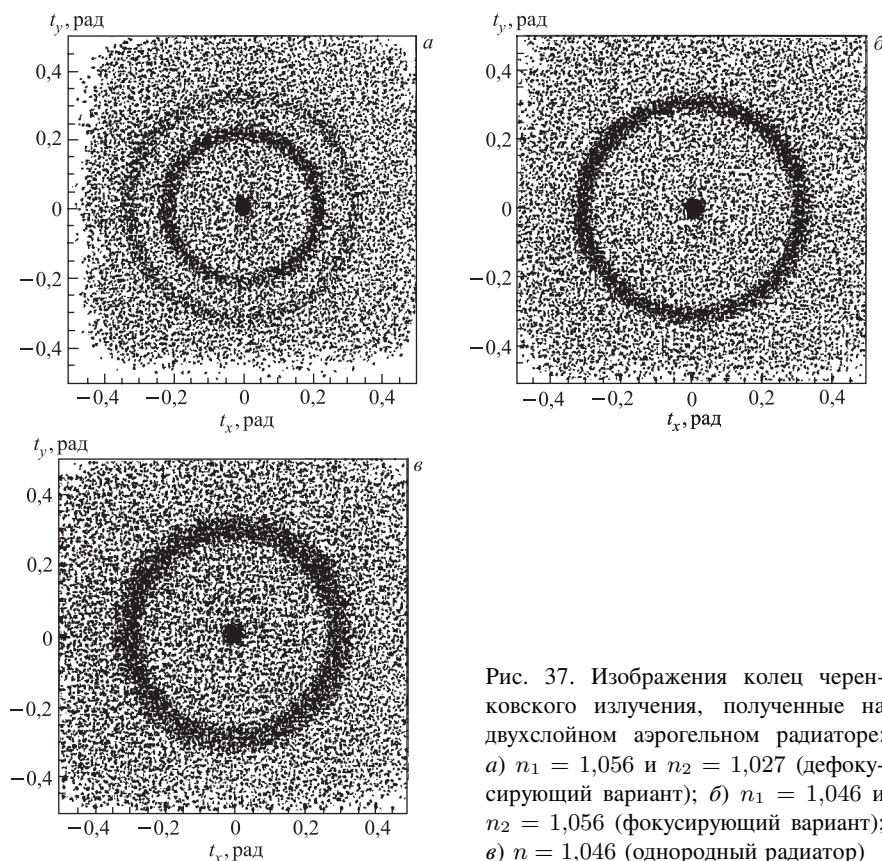 t_y, рад
а
0,4
0,2
0
−0,2
−0,4
−0,4 −0,2 0 0,2 0,4
t_x, рад
t_y, рад
б
0,4
0,2
0
−0,2
−0,4
−0,4 −0,2 0 0,2 0,4
t_x, рад
t_y, рад
в
0,4
0,2
0
−0,2
−0,4
−0,4 −0,2 0 0,2 0,4
t_x, рад
Рис. 37. Изображения колец черен-
ковского излучения, полученные на
двухслойном аэрогельном радиаторе:
а) n₁ = 1,056 и n₂ = 1,027 (дефоку-
сирующий вариант); б) n₁ = 1,046 и
n₂ = 1,056 (фокусирующий вариант);
в) n = 1,046 (однородный радиатор)